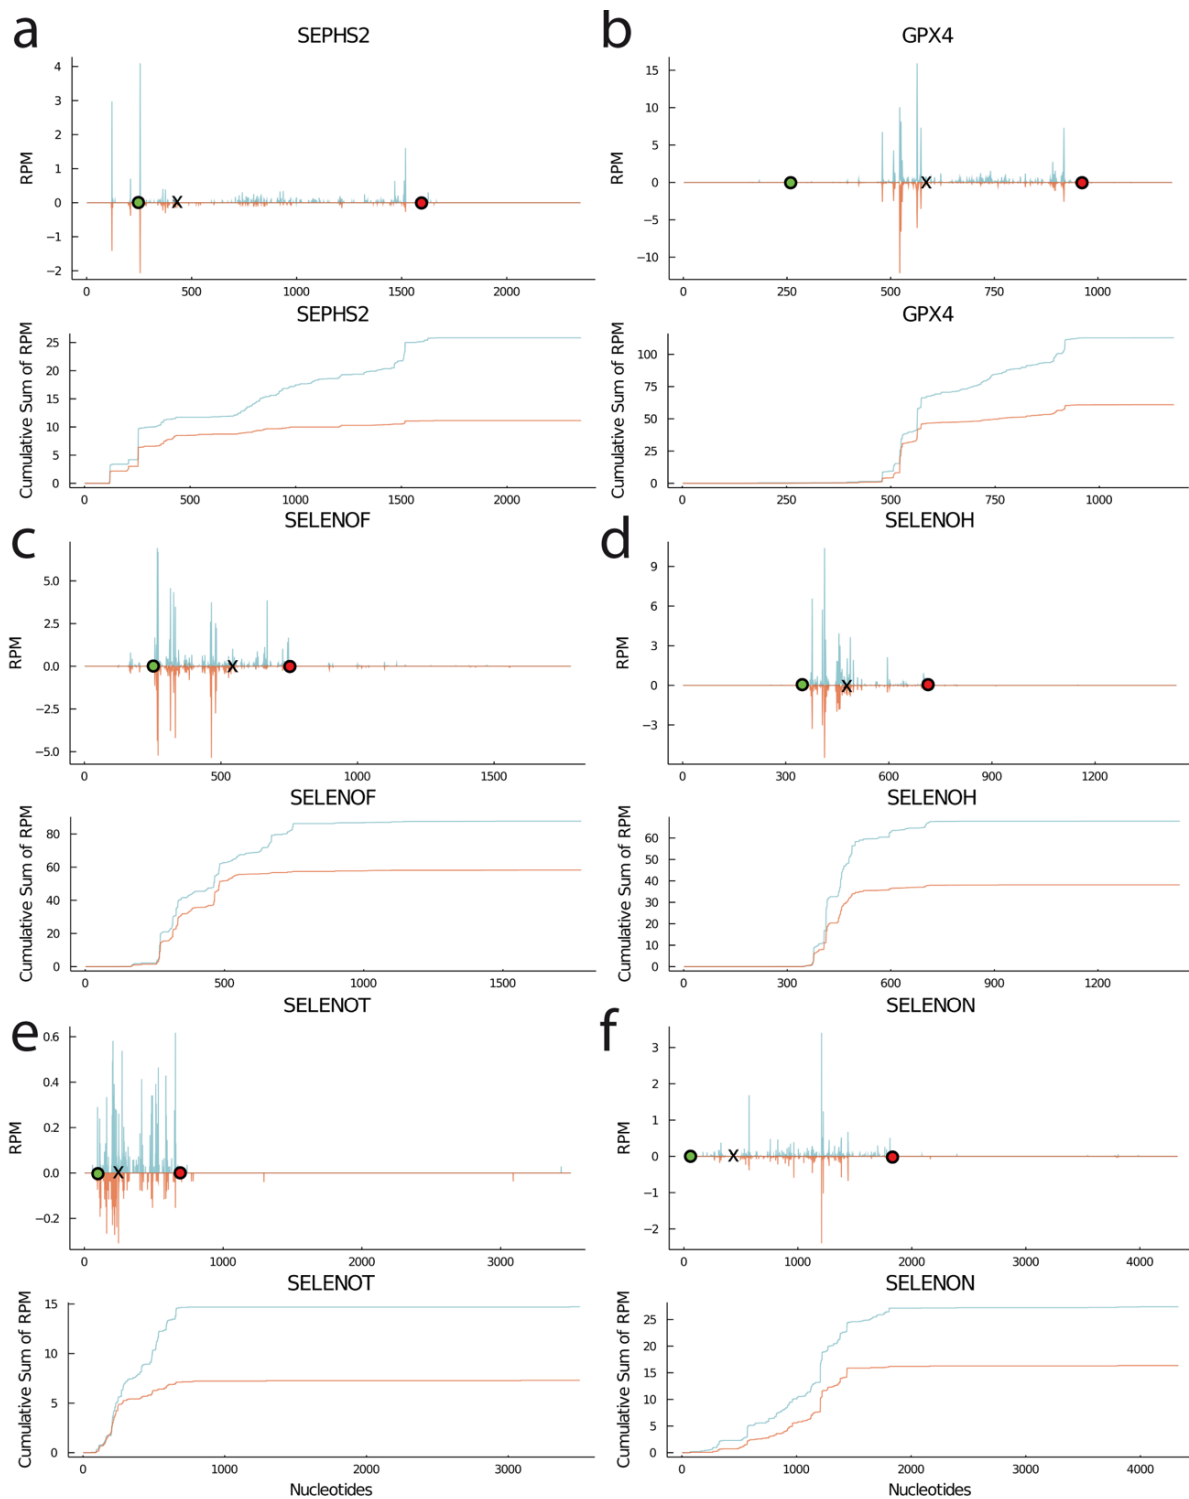 a
SEPHS2
RPM
4
3
2
1
0
−1
−2
X
0 500 1000 1500 2000
SEPHS2
Cumulative Sum of RPM
25
20
15
10
5
0
0 500 1000 1500 2000
b
GPX4
RPM
15
10
5
0
−5
−10
X
0 250 500 750 1000
GPX4
Cumulative Sum of RPM
100
75
50
25
0
0 250 500 750 1000
c
SELENOF
RPM
5.0
2.5
0.0
−2.5
−5.0
X
0 500 1000 1500
SELENOF
Cumulative Sum of RPM
80
60
40
20
0
0 500 1000 1500
d
SELENOH
RPM
9
6
3
0
−3
X
0 300 600 900 1200
SELENOH
Cumulative Sum of RPM
60
50
40
30
20
10
0
0 300 600 900 1200
e
SELENOT
RPM
0.6
0.4
0.2
0.0
−0.2
X
0 1000 2000 3000
SELENOT
Cumulative Sum of RPM
15
10
5
0
0 1000 2000 3000
Nucleotides
f
SELENON
RPM
3
2
1
0
−1
−2
X
0 1000 2000 3000 4000
SELENON
Cumulative Sum of RPM
25
20
15
10
5
0
0 1000 2000 3000 4000
Nucleotides